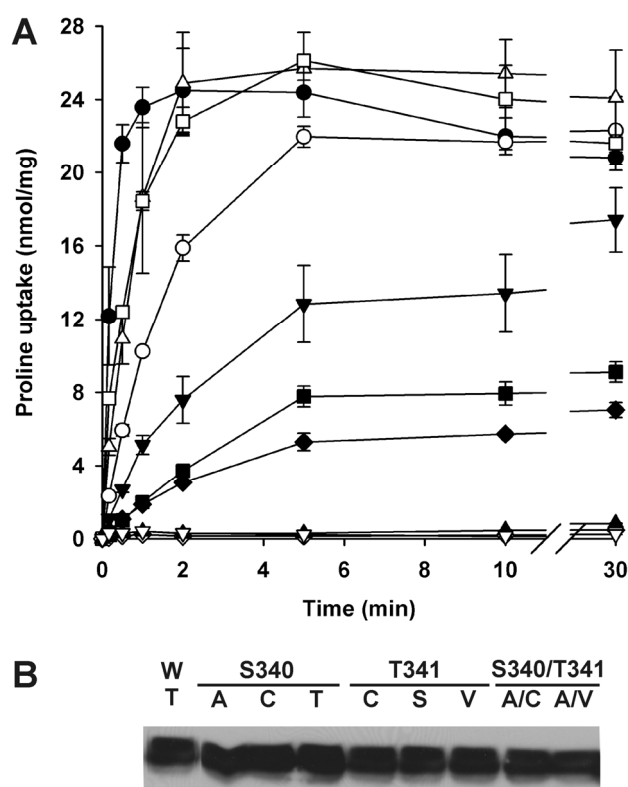 A
Proline uptake (nmol/mg)
28
24
20
16
12
8
4
0
0 2 4 6 8 10 30
Time (min)
B
W T
S340 T341 S340/T341
A C T C S V A/C A/V